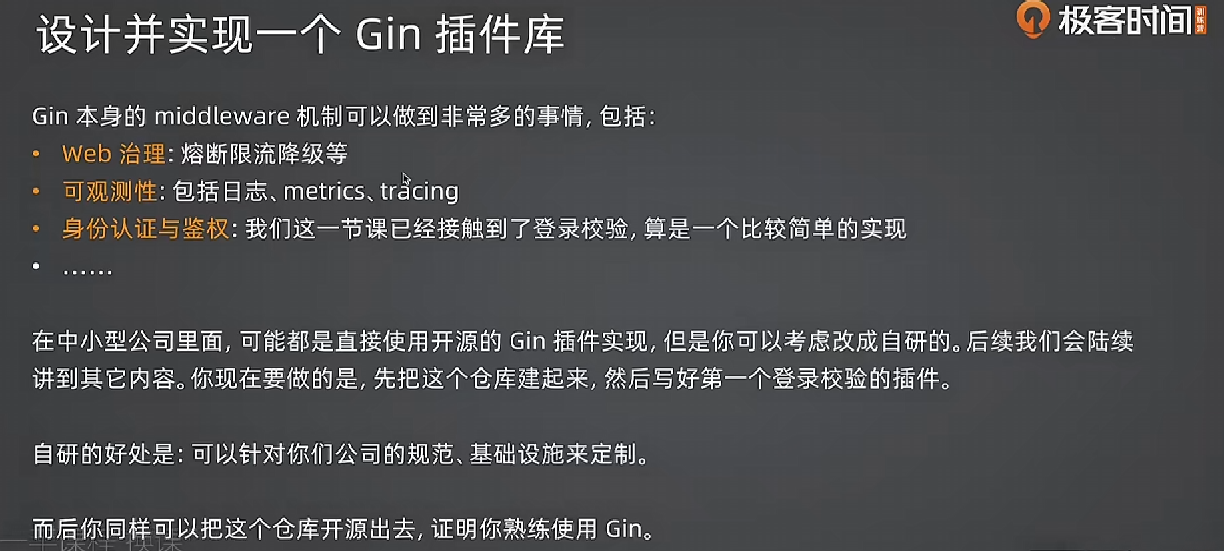 设计并实现一个 Gin 插件库
极客时间
训练营
Gin 本身的 middleware 机制可以做到非常多的事情, 包括:
• Web 治理: 熔断限流降级等
• 可观测性: 包括日志、metrics、tracing
• 身份认证与鉴权: 我们这一节课已经接触到了登录校验, 算是一个比较简单的实现
• ……
在中小型公司里面, 可能都是直接使用开源的 Gin 插件实现, 但是你可以考虑改成自研的。后续我们会陆续
讲到其它内容。你现在要做的是, 先把这个仓库建起来, 然后写好第一个登录校验的插件。
自研的好处是: 可以针对你们公司的规范、基础设施来定制。
而后你同样可以把这个仓库开源出去, 证明你熟练使用 Gin。